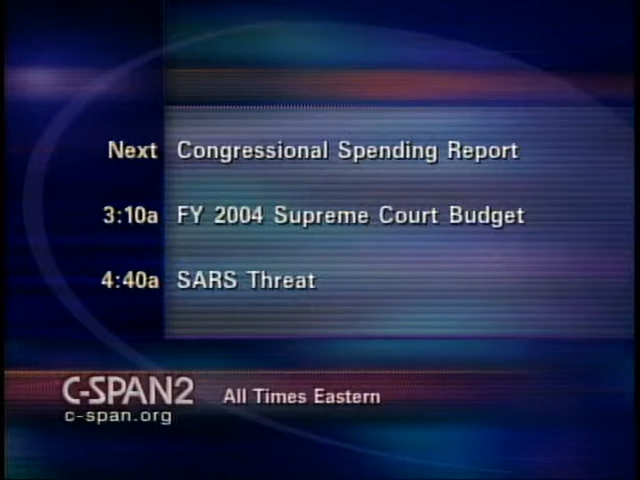 Next Congressional Spending Report
3:10a FY 2004 Supreme Court Budget
4:40a SARS Threat
C-SPAN2 All Times Eastern
c-span.org